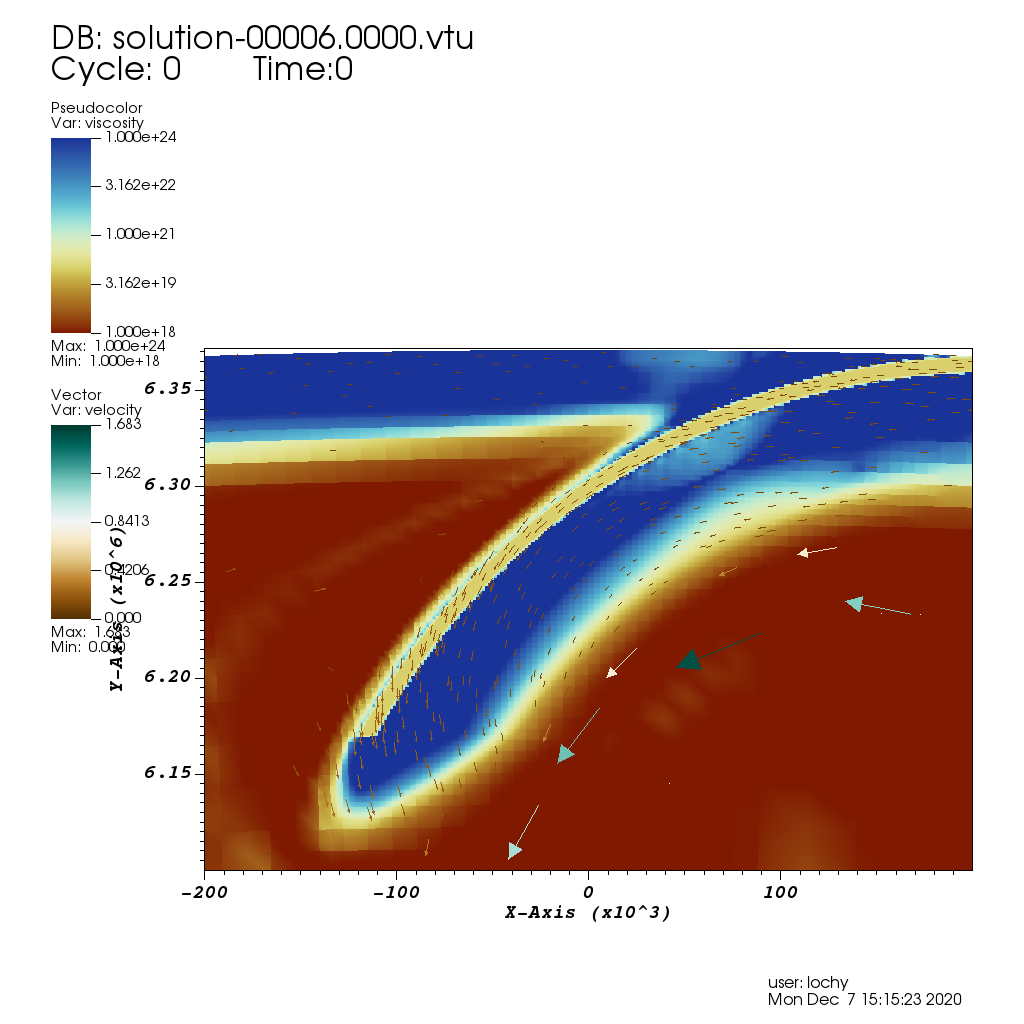 DB: solution-00006.0000.vtu
Cycle: 0 Time:0
Pseudocolor
Var: viscosity
1.000e+24
3.162e+22
1.000e+21
3.162e+19
1.000e+18
Max: 1.000e+24
Min: 1.000e+18
Vector
Var: velocity
1.683
1.262
0.8413
0.4206
0.000
Max: 1.683
Min: 0.000
Y-Axis (x10^6)
6.35
6.30
6.25
6.20
6.15
-200 -100 0 100
X-Axis (x10^3)
user: lochy
Mon Dec 7 15:15:23 2020